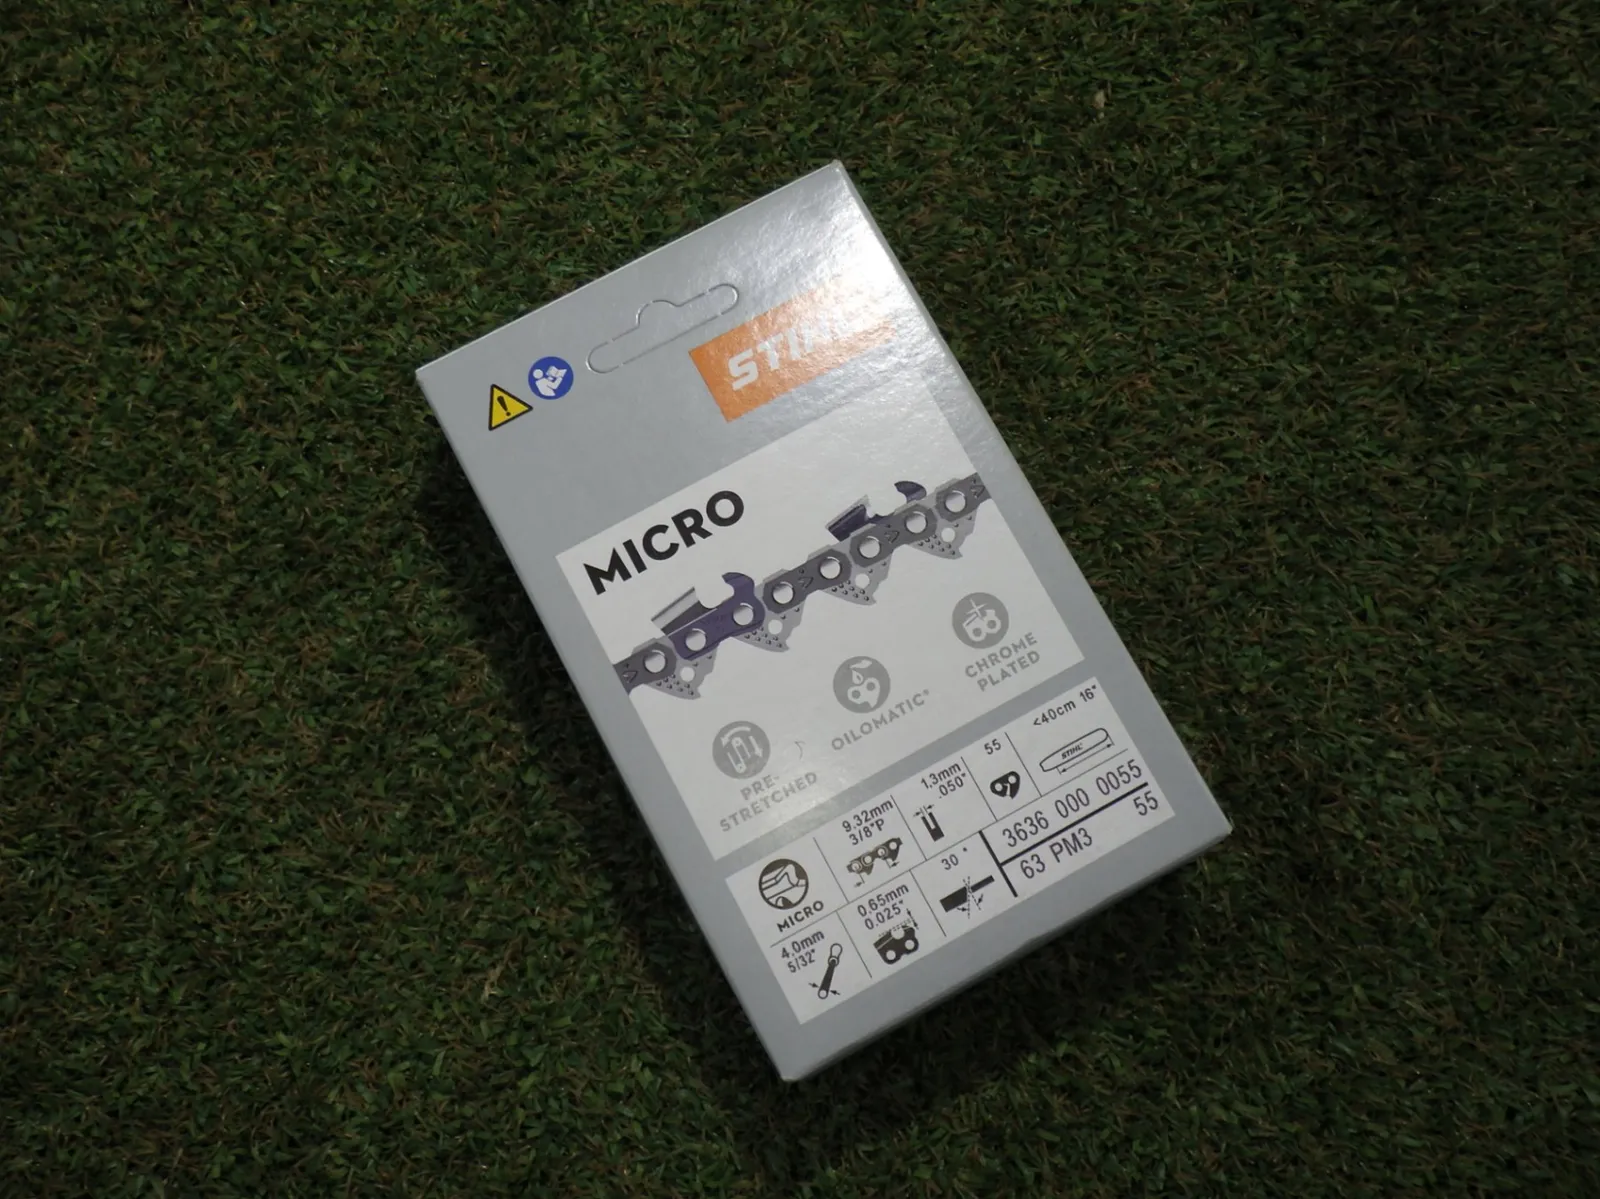 STIHL
MICRO
PRE-
STRETCHED
OILOMATIC®
CHROME
PLATED
MICRO
9,32mm
3/8"P
1,3mm
.050"
55
<40cm 16"
STIHL
4,0mm
5/32"
0,65mm
0.025"
30°
3636 000 0055
63 PM3 55